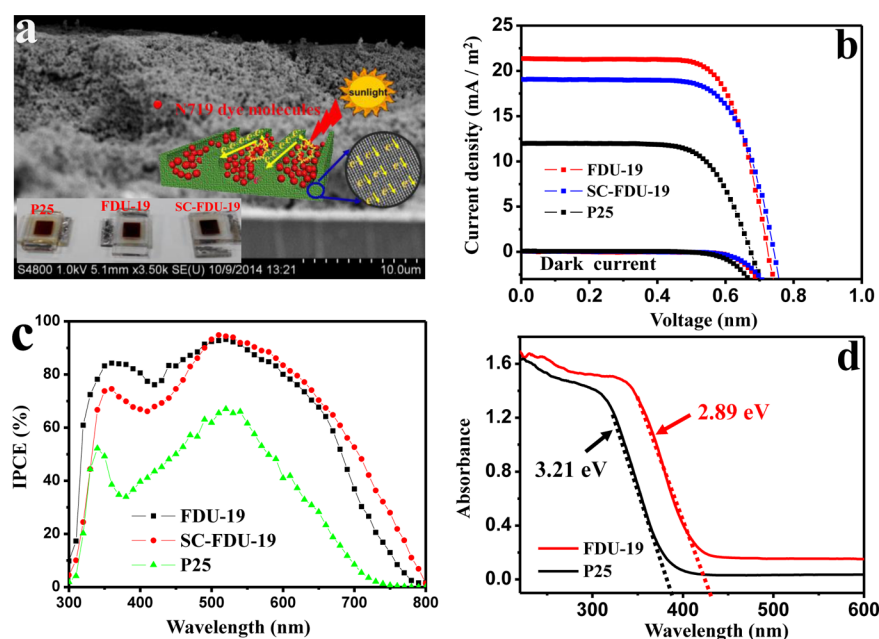 a
N719 dye molecules
sunlight
e-e-e-e-
e-e-e-e-
P25
FDU-19
SC-FDU-19
S4800 1.0kV 5.1mm x3.50k SE(U) 10/9/2014 13:21
10.0um
b
Current density (mA / m²)
25
20
15
10
5
0
FDU-19
SC-FDU-19
P25
Dark current
0.0 0.2 0.4 0.6 0.8 1.0
Voltage (nm)
c
IPCE (%)
100
80
60
40
20
0
FDU-19
SC-FDU-19
P25
300 400 500 600 700 800
Wavelength (nm)
d
Absorbance
1.6
1.2
0.8
0.4
0.0
2.89 eV
3.21 eV
FDU-19
P25
300 400 500 600
Wavelength (nm)